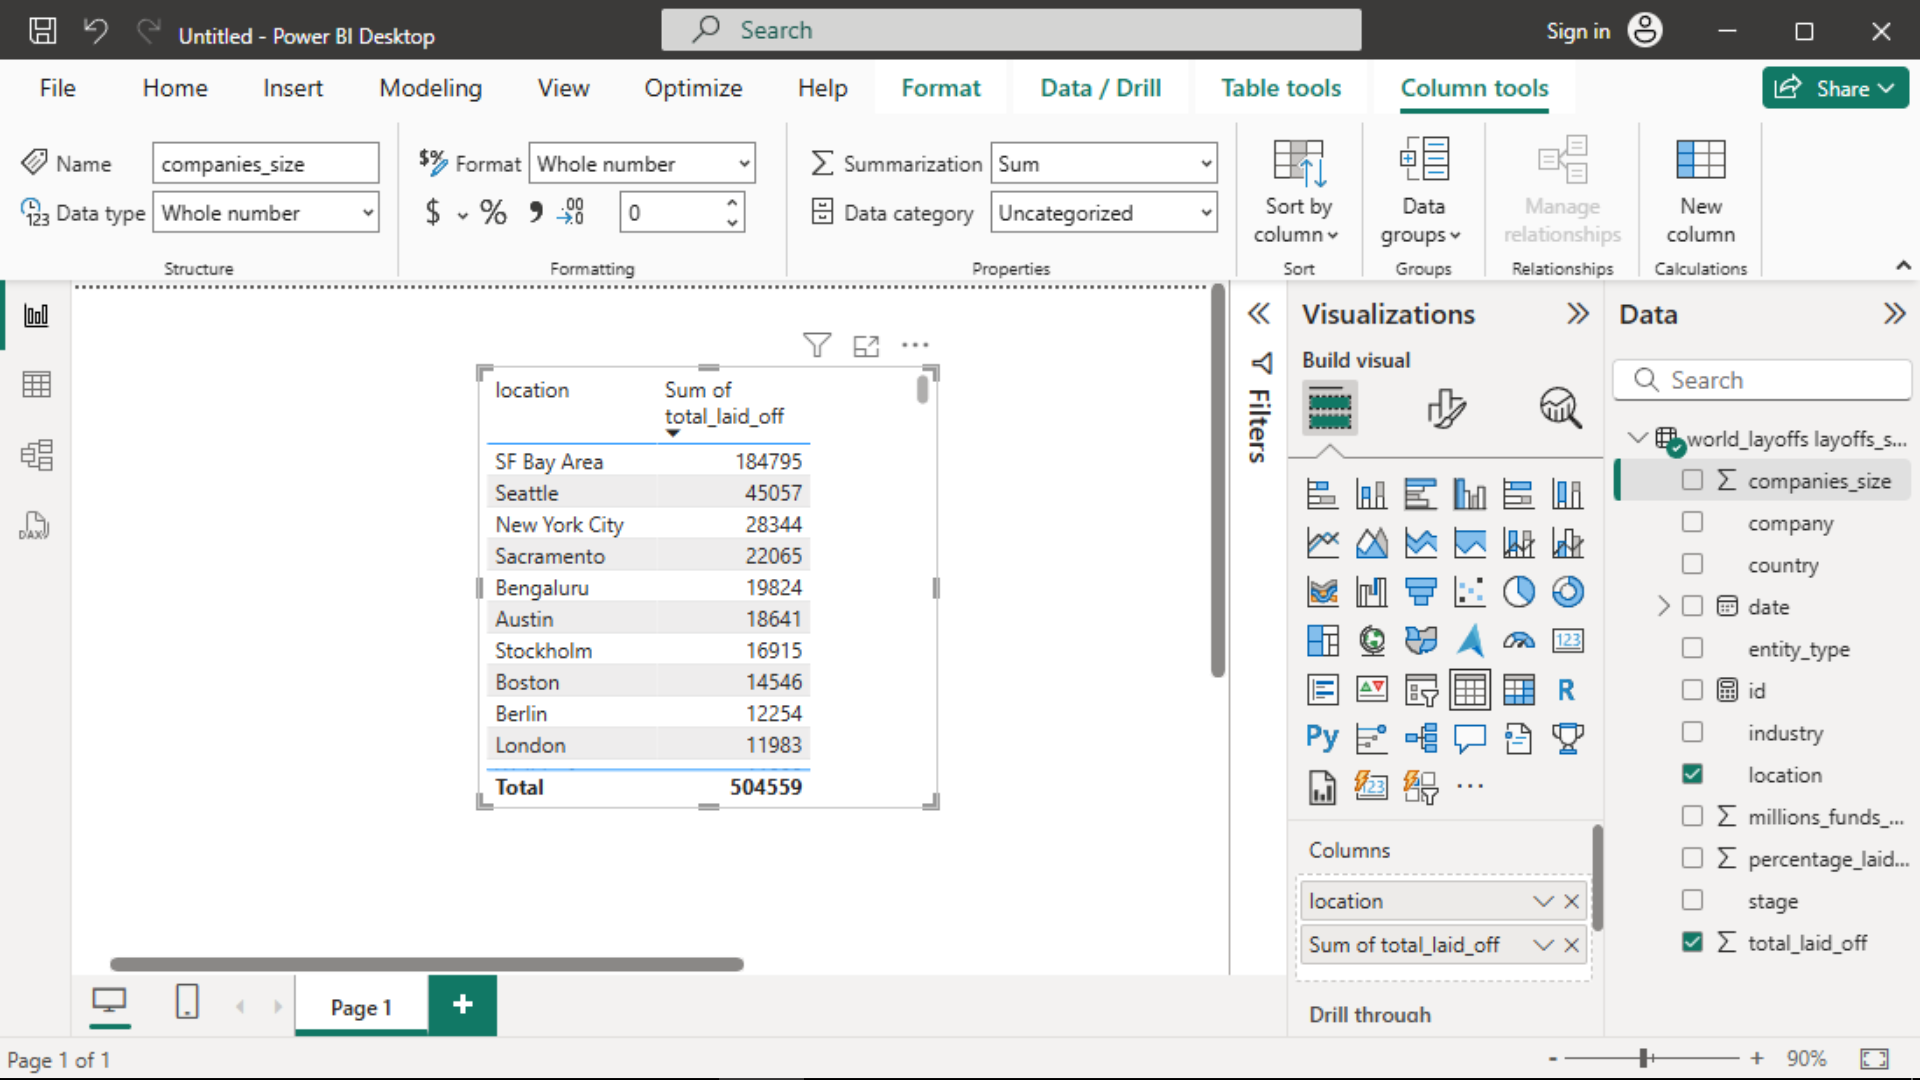 Untitled - Power BI Desktop
Search
Sign in
File
Home
Insert
Modeling
View
Optimize
Help
Format
Data / Drill
Table tools
Column tools
Share
Name
companies_size
Data type
Whole number
Structure
Format
Whole number
$
%
0
Formatting
Summarization
Sum
Data category
Uncategorized
Properties
Sort by
column
Sort
Data
groups
Groups
Manage
relationships
Relationships
New
column
Calculations
location
Sum of
total_laid_off
SF Bay Area 184795
Seattle 45057
New York City 28344
Sacramento 22065
Bengaluru 19824
Austin 18641
Stockholm 16915
Boston 14546
Berlin 12254
London 11983
Total 504559
Filters
Visualizations
Build visual
123
R
Py
123
...
Columns
location
Sum of total_laid_off
Drill through
Data
Search
world_layoffs layoffs_s...
companies_size
company
country
date
entity_type
id
industry
location
millions_funds_...
percentage_laid...
stage
total_laid_off
DAX
Page 1
+
Page 1 of 1
-
+
90%